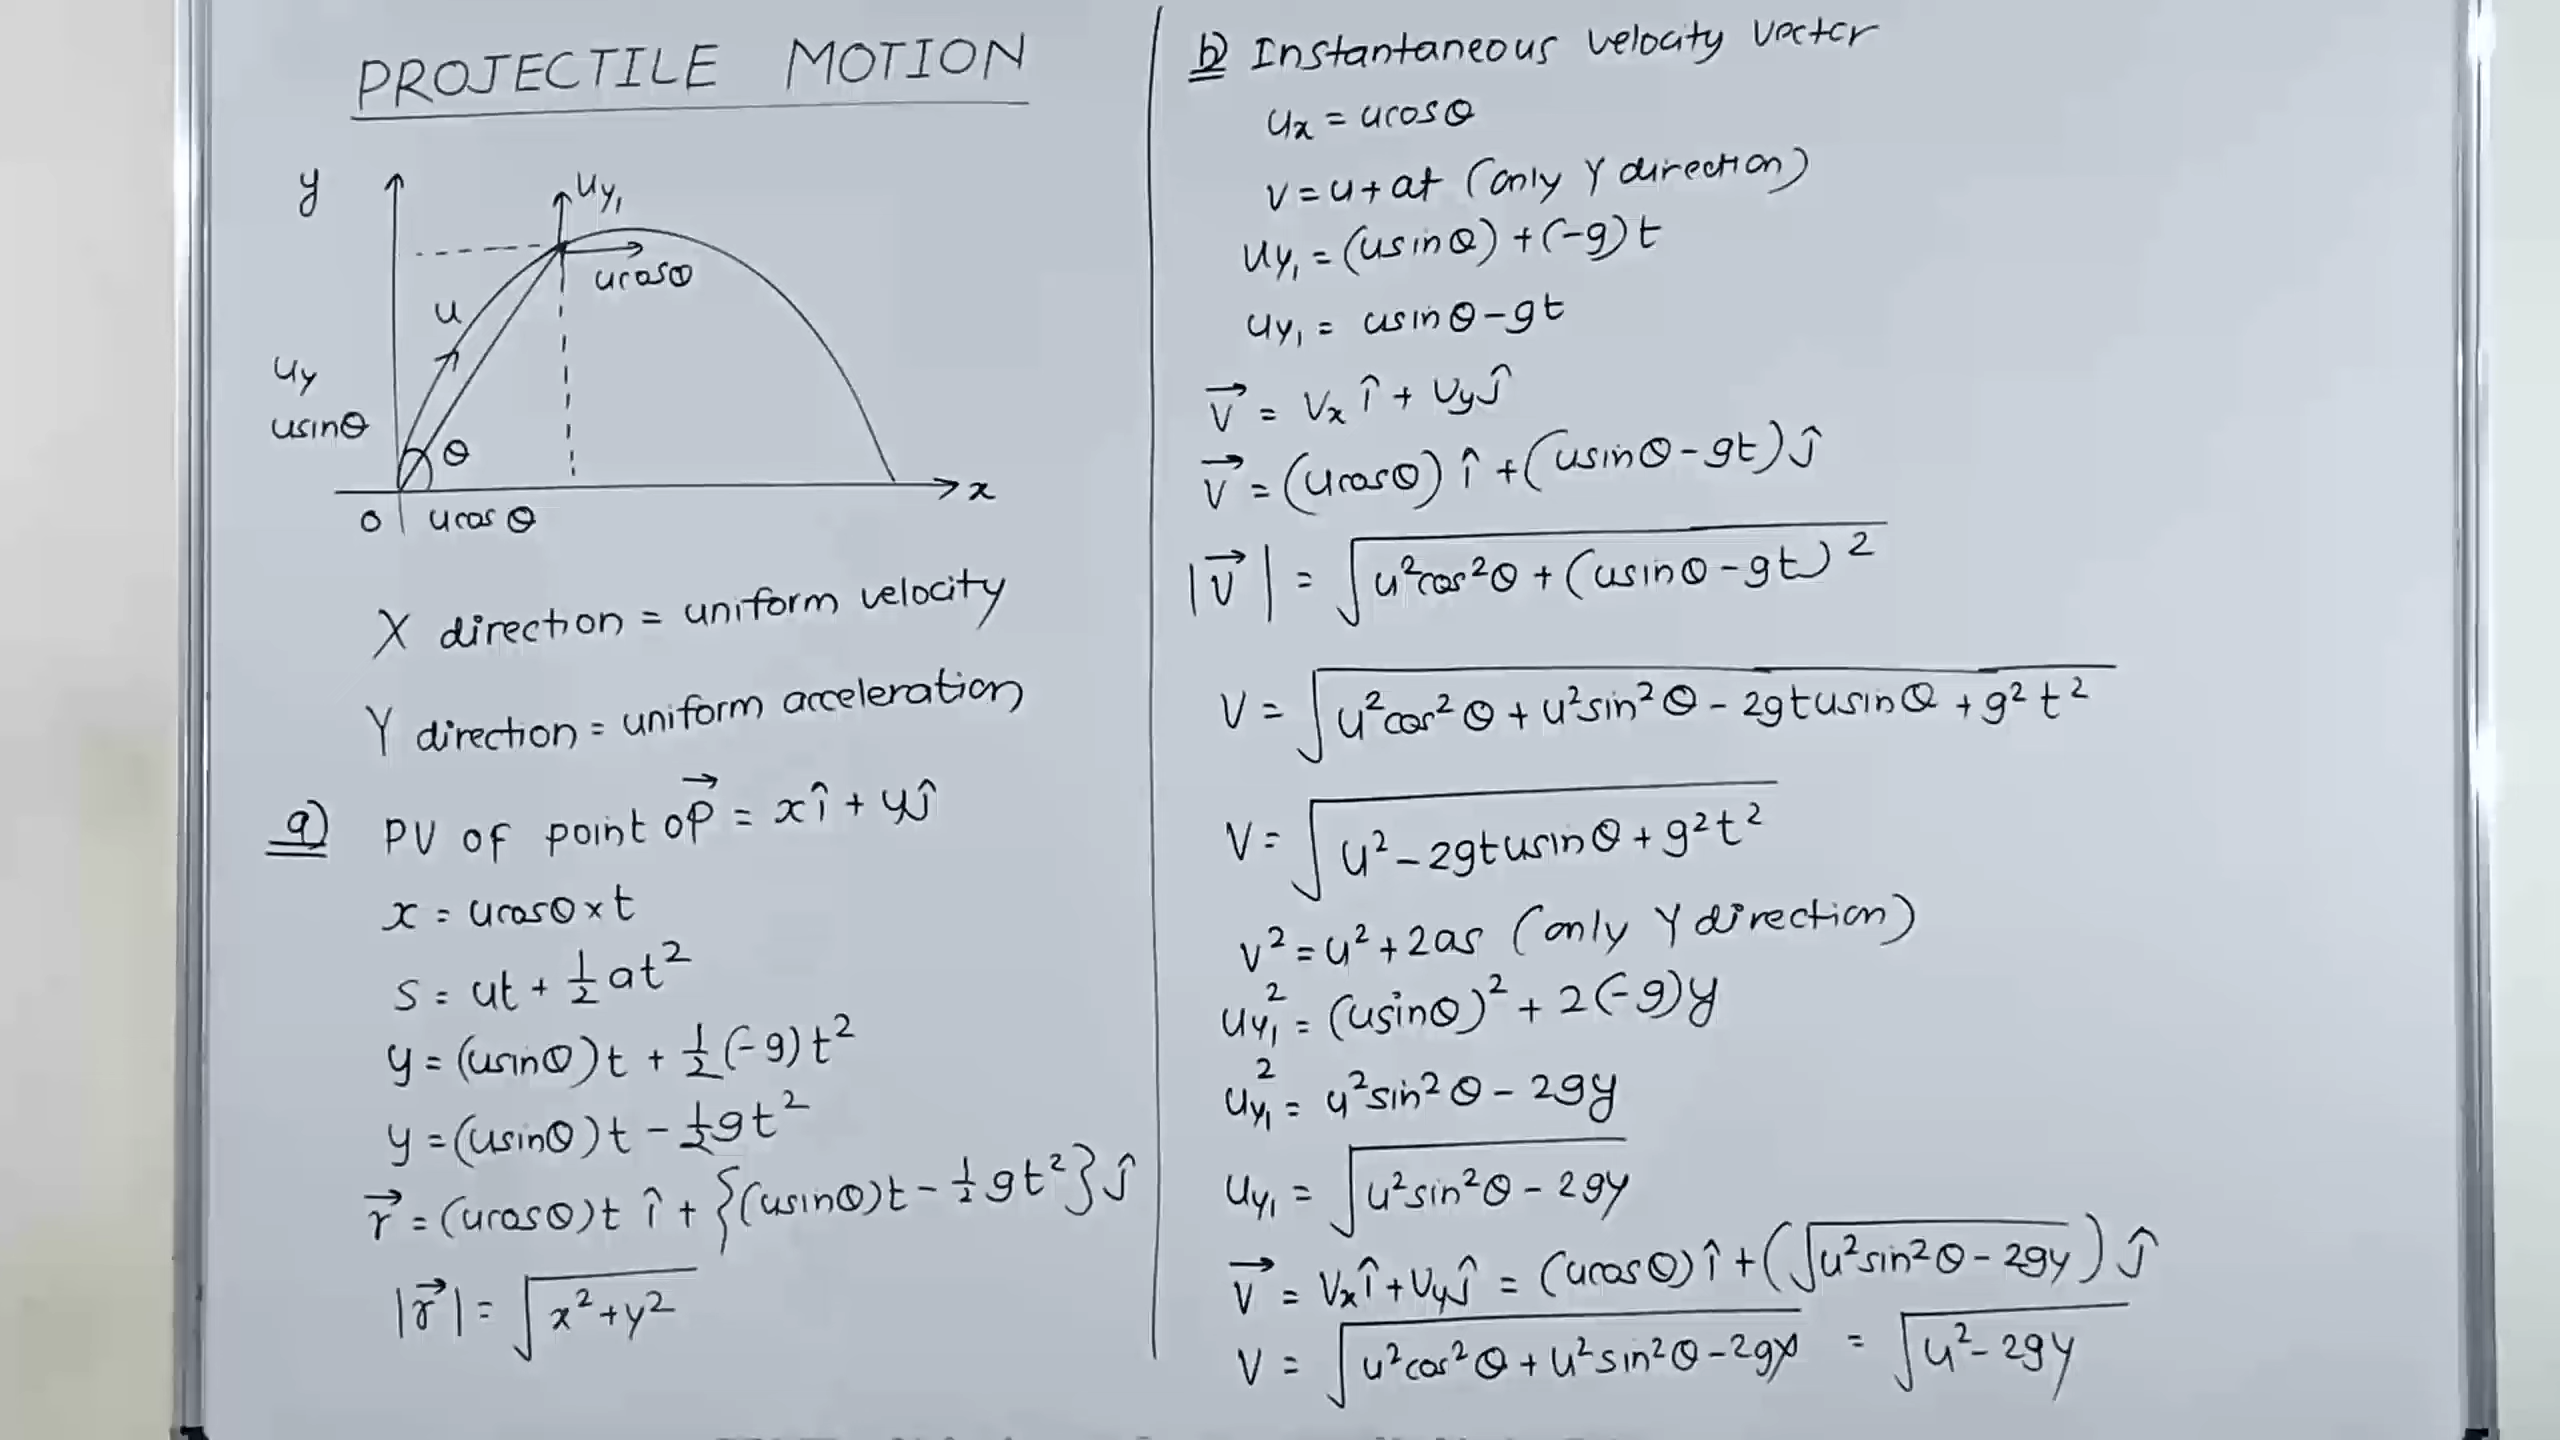 PROJECTILE MOTION
y
uy₁
ucosθ
u
uy
usinθ
θ
x
0
ucosθ
X direction = uniform velocity
Y direction = uniform acceleration
a) PV of point oP⃗ = xî + yĵ
x = ucosθ × t
s = ut + ½at²
y = (usinθ)t + ½(-g)t²
y = (usinθ)t - ½gt²
r⃗ = (ucosθ)t î + {(usinθ)t - ½gt²}ĵ
|r⃗| = √(x²+y²)
b) Instantaneous velocity vector
ux = ucosθ
v = u + at (only Y direction)
uy₁ = (usinθ) + (-g)t
uy₁ = usinθ - gt
v⃗ = vx î + vyĵ
v⃗ = (ucosθ) î + (usinθ - gt)ĵ
|v⃗| = √(u²cos²θ + (usinθ - gt)²)
V = √(u²cos²θ + u²sin²θ - 2gtusinθ + g²t²)
V = √(u² - 2gtusinθ + g²t²)
v² = u² + 2as (only Y direction)
uy₁² = (usinθ)² + 2(-g)y
uy₁² = u²sin²θ - 2gy
uy₁ = √(u²sin²θ - 2gy)
v⃗ = vxî + vyĵ = (ucosθ)î + (√(u²sin²θ - 2gy))ĵ
V = √(u²cos²θ + u²sin²θ - 2gy) = √(u² - 2gy)